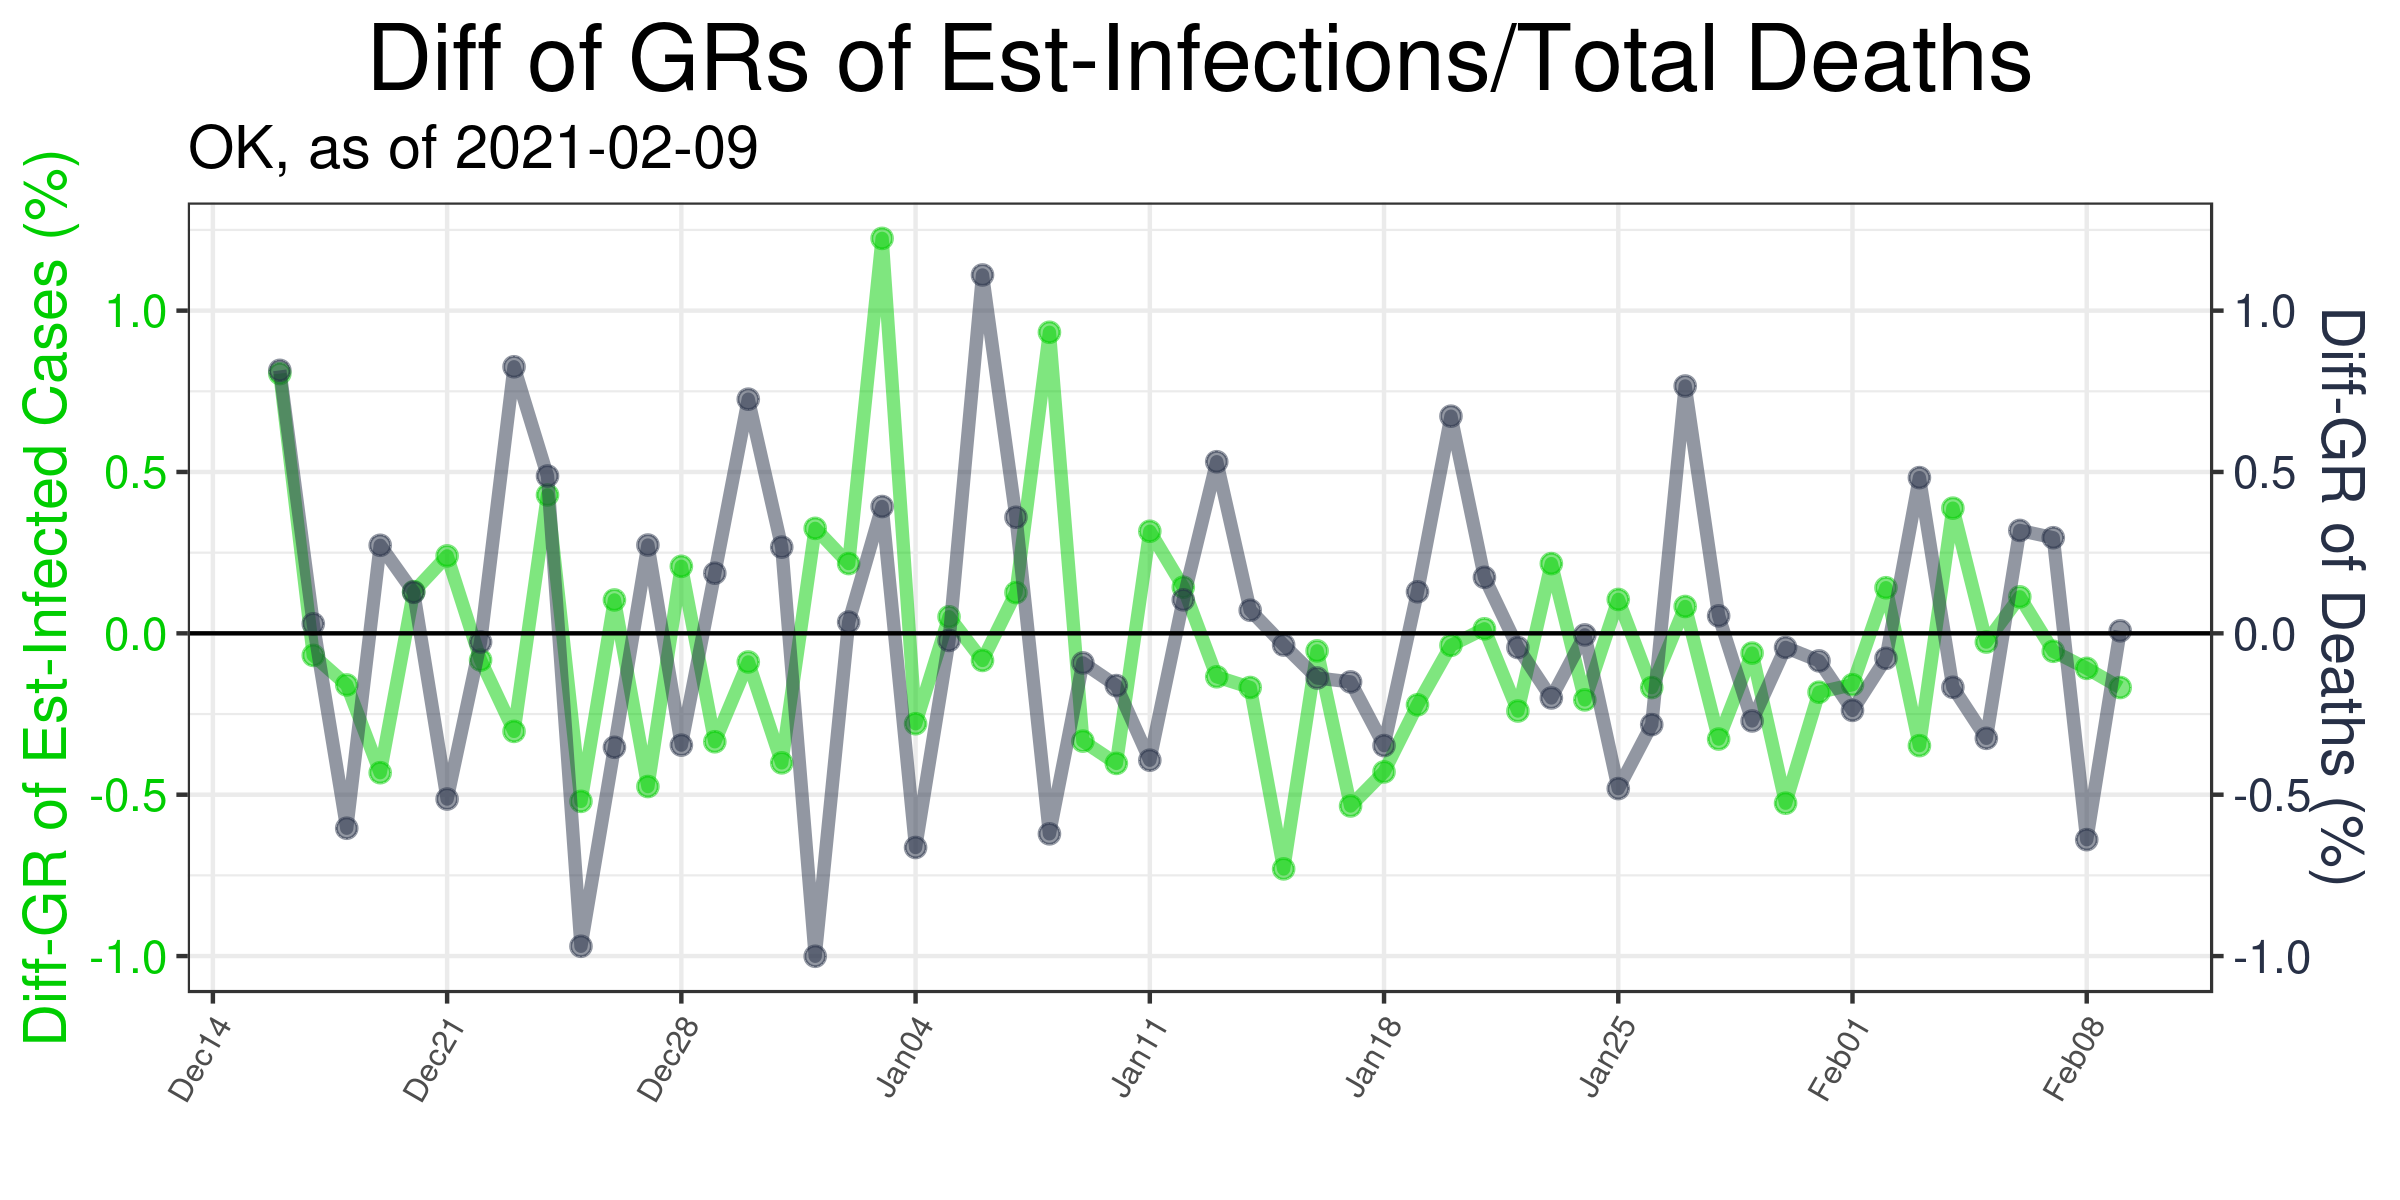 Diff of GRs of Est-Infections/Total Deaths
OK, as of 2021-02-09
Diff-GR of Est-Infected Cases (%)
1.0
0.5
0.0
-0.5
-1.0
1.0
0.5
0.0
-0.5
-1.0
Diff-GR of Deaths (%)
Dec14
Dec21
Dec28
Jan04
Jan11
Jan18
Jan25
Feb01
Feb08